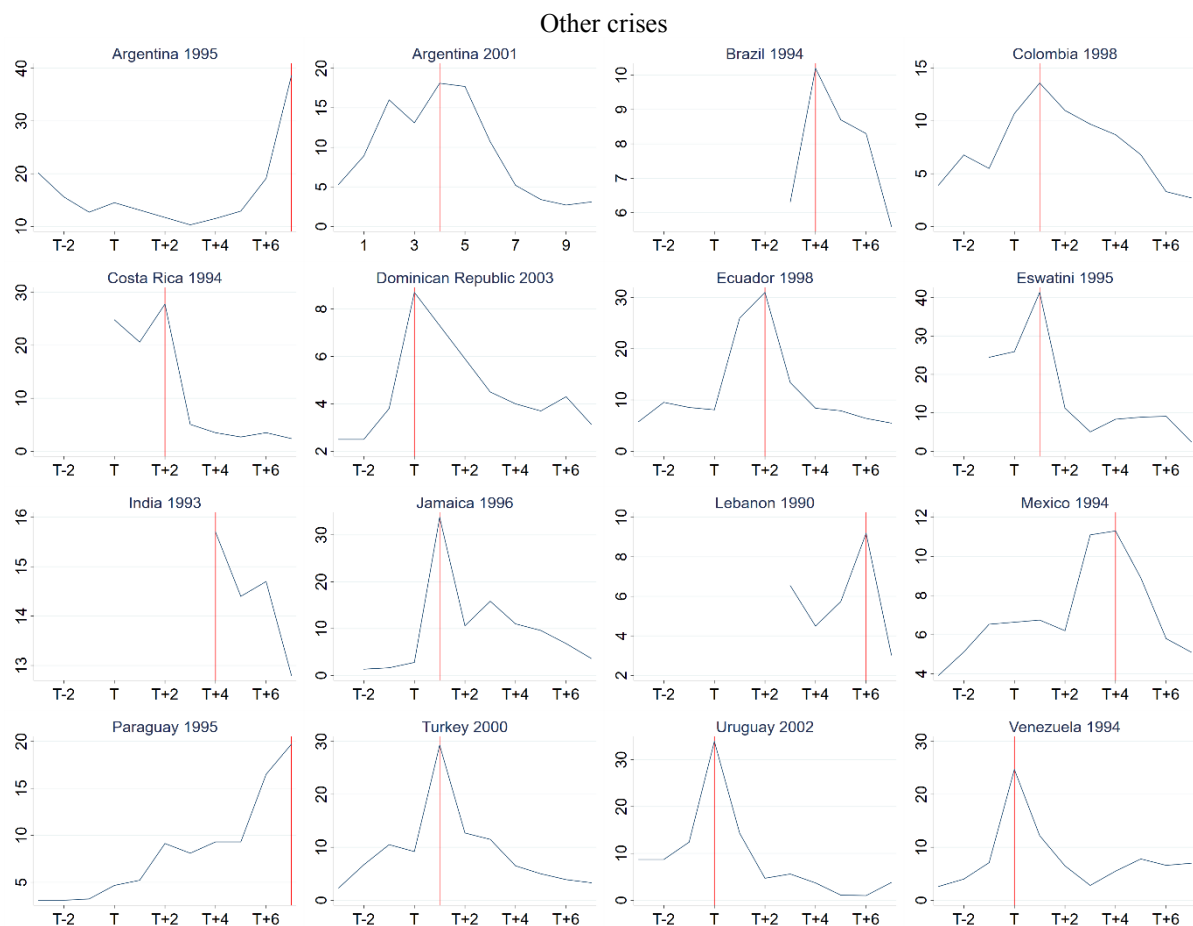 Other crises
Argentina 1995
40
30
20
10
T-2 T T+2 T+4 T+6
Argentina 2001
20
15
10
5
0
1 3 5 7 9
Brazil 1994
10
9
8
7
6
T-2 T T+2 T+4 T+6
Colombia 1998
15
10
5
0
T-2 T T+2 T+4 T+6
Costa Rica 1994
30
20
10
0
T-2 T T+2 T+4 T+6
Dominican Republic 2003
8
6
4
2
T-2 T T+2 T+4 T+6
Ecuador 1998
30
20
10
0
T-2 T T+2 T+4 T+6
Eswatini 1995
40
30
20
10
0
T-2 T T+2 T+4 T+6
India 1993
16
15
14
13
T-2 T T+2 T+4 T+6
Jamaica 1996
30
20
10
0
T-2 T T+2 T+4 T+6
Lebanon 1990
10
8
6
4
2
T-2 T T+2 T+4 T+6
Mexico 1994
12
10
8
6
4
T-2 T T+2 T+4 T+6
Paraguay 1995
20
15
10
5
T-2 T T+2 T+4 T+6
Turkey 2000
30
20
10
0
T-2 T T+2 T+4 T+6
Uruguay 2002
30
20
10
0
T-2 T T+2 T+4 T+6
Venezuela 1994
30
20
10
0
T-2 T T+2 T+4 T+6